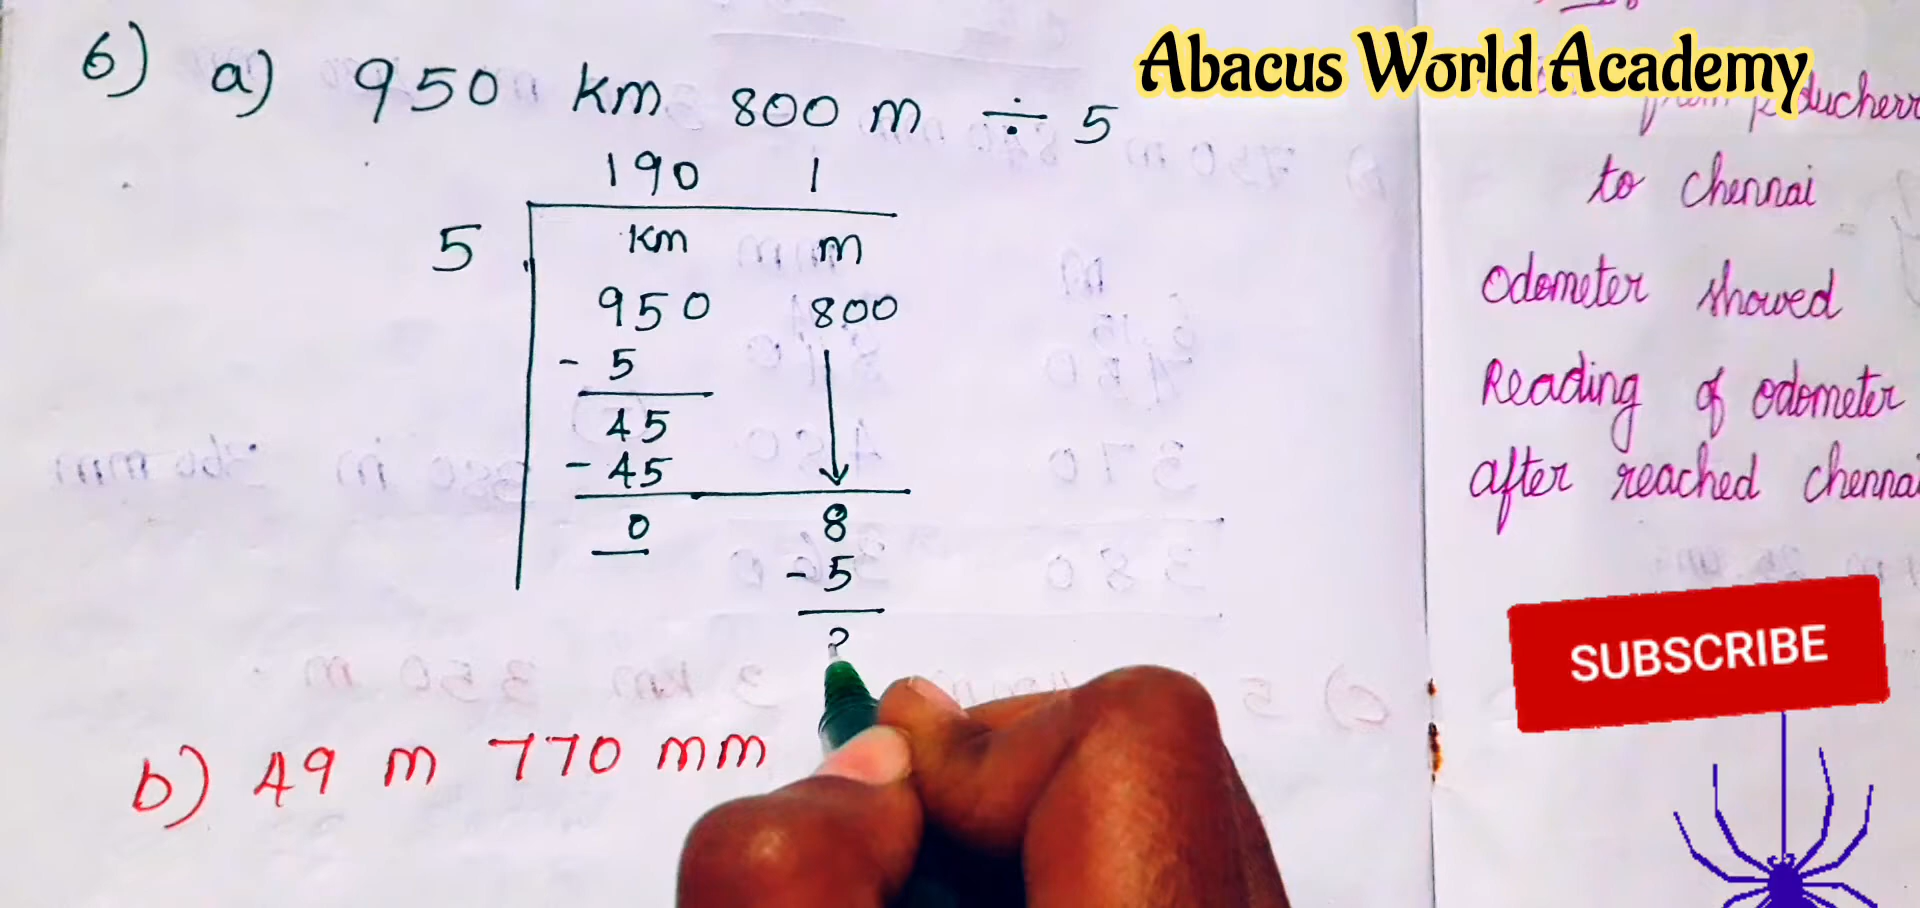 Abacus World Academy
6) a) 950 km 800 m ÷ 5
190 1
5
km m
950 800
- 5
45
- 45
0 8
- 5
b) 49 m 770 mm
to chennai
Odometer showed
Reading of odometer
after reached chennai
SUBSCRIBE